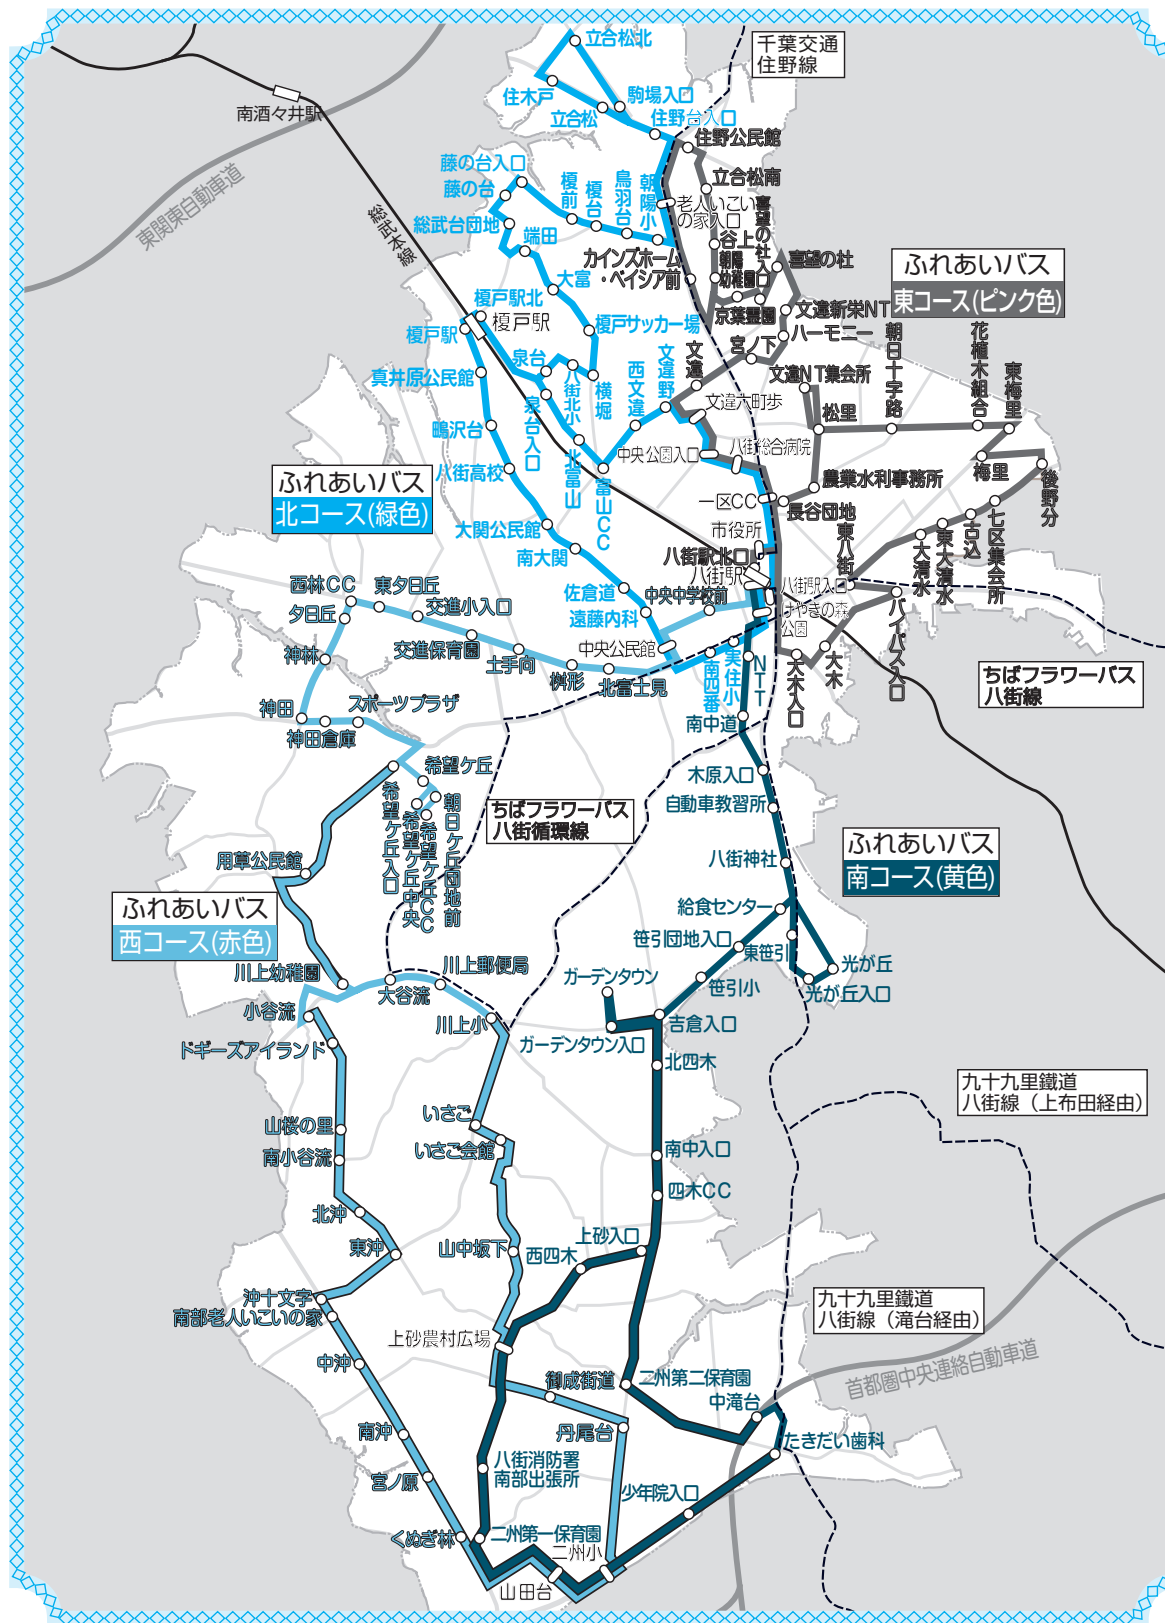 千葉交通
住野線
立合松北
住木戸
駒場入口
立合松
住野台入口
住野公民館
南酒々井駅
東関東自動車道
総武本線
藤の台入口
藤の台
総武台団地
端田
大富
榎前
榎台
鳥羽台
朝陽小
立合松南
老人いこい
の家入口
谷上
喜望の杜入口
朝陽
幼稚園
カインズホーム
・ベイシア前
喜望の杜
京葉霊園
ふれあいバス
東コース(ピンク色)
文違新栄NT
ハーモニー
宮ノ下
榎戸駅北
榎戸駅
榎戸駅
榎戸サッカー場
真井原公民館
泉台
泉台入口
八街北小
横堀
西文違
文違野
文違
文違NT集会所
文違六町歩
朝日十字路
花植木組合
東梅里
松里
鴨沢台
八街高校
北富山
富山CC
中央公園入口
八街総合病院
農業水利事務所
梅里
後野分
ふれあいバス
北コース(緑色)
一区CC
長谷団地
大関公民館
南大関
市役所
八街駅北口
八街駅
東八街
大清水
東大清水
古込
七区集会所
佐倉道
遠藤内科
中央中学校前
八街駅入口
けやきの森
公園
バイパス入口
中央公民館
南四番
実住小
NTT
大木入口
大木
西林CC
東夕日丘
夕日丘
交進小入口
神林
交進保育園
土手向
桝形
北富士見
ちばフラワーバス
八街線
神田
スポーツプラザ
神田倉庫
南中道
木原入口
自動車教習所
希望ケ丘
希望ケ丘入口
希望ケ丘中央
希望ケ丘CC
朝日ケ丘団地前
ちばフラワーバス
八街循環線
用草公民館
八街神社
ふれあいバス
南コース(黄色)
ふれあいバス
西コース(赤色)
給食センター
笹引団地入口
東笹引
光が丘
光が丘入口
川上幼稚園
川上郵便局
大谷流
ガーデンタウン
笹引小
小谷流
川上小
吉倉入口
ガーデンタウン入口
ドギーズアイランド
北四木
九十九里鐵道
八街線（上布田経由）
いさご
いさご会館
山桜の里
南小谷流
南中入口
四木CC
北沖
東沖
山中坂下
上砂入口
西四木
沖十文字
南部老人いこいの家
九十九里鐵道
八街線（滝台経由）
上砂農村広場
中沖
御成街道
二州第二保育園
首都圏中央連絡自動車道
中滝台
丹尾台
たきだい歯科
南沖
八街消防署
南部出張所
宮ノ原
少年院入口
くぬぎ林
二州第一保育園
二州小
山田台